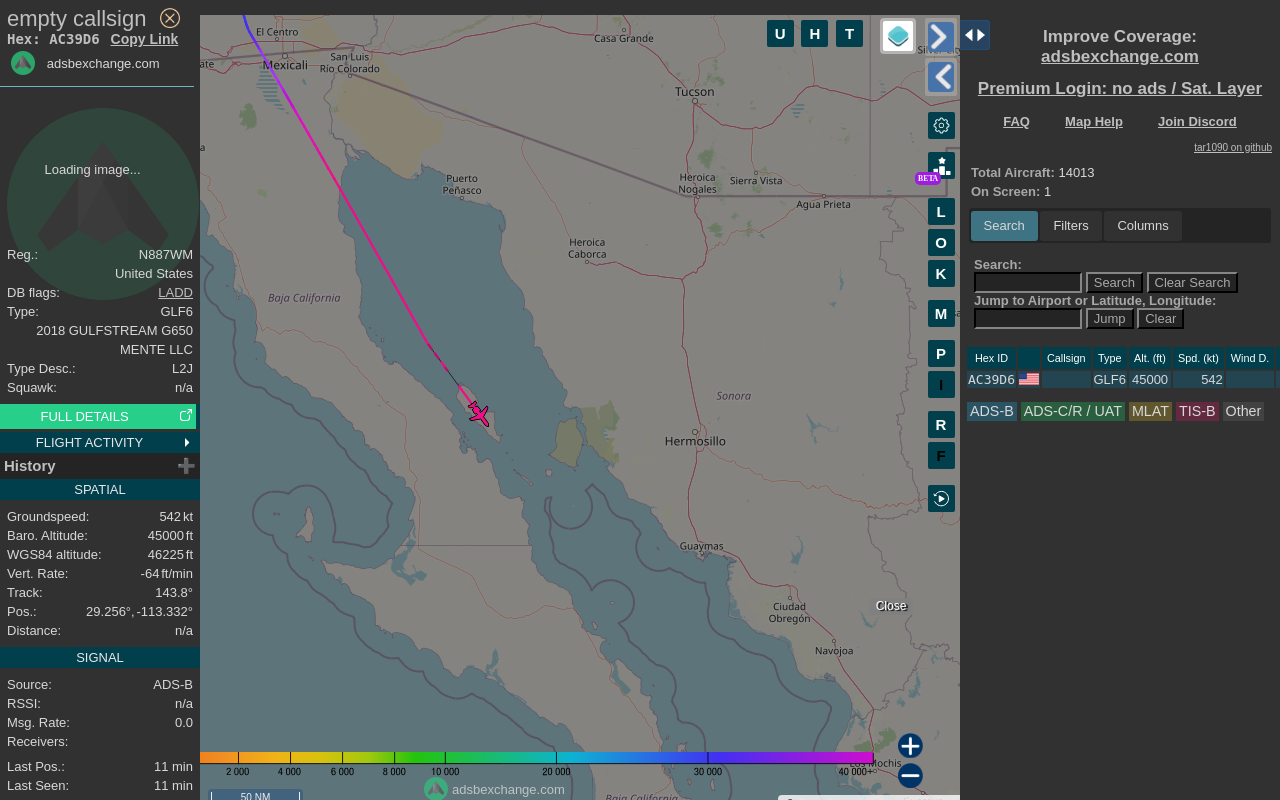 empty callsign
Hex: AC39D6 Copy Link
adsbexchange.com
Loading image...
Reg.: N887WM
United States
DB flags: LADD
Type: GLF6
2018 GULFSTREAM G650
MENTE LLC
Type Desc.: L2J
Squawk: n/a
FULL DETAILS
FLIGHT ACTIVITY
History
SPATIAL
Groundspeed: 542 kt
Baro. Altitude: 45000 ft
WGS84 altitude: 46225 ft
Vert. Rate: -64 ft/min
Track: 143.8°
Pos.: 29.256°, -113.332°
Distance: n/a
SIGNAL
Source: ADS-B
RSSI: n/a
Msg. Rate: 0.0
Receivers:
Last Pos.: 11 min
Last Seen: 11 min
El Centro
Mexicali
San Luis
Río Colorado
Casa Grande
Tucson
Puerto
Peñasco
Heroica
Nogales
Sierra Vista
Agua Prieta
Heroica
Caborca
Baja California
Sonora
Hermosillo
Guaymas
Ciudad
Obregón
Navojoa
Los Mochis
Baja California
U H T
BETA
L
O
K
M
P
I
R
F
Close
2 000 4 000 6 000 8 000 10 000 20 000 30 000 40 000+
adsbexchange.com
50 NM
Improve Coverage:
adsbexchange.com
Premium Login: no ads / Sat. Layer
FAQ Map Help Join Discord
tar1090 on github
Total Aircraft: 14013
On Screen: 1
Search Filters Columns
Search:
Search Clear Search
Jump to Airport or Latitude, Longitude:
Jump Clear
Hex ID Callsign Type Alt. (ft) Spd. (kt) Wind D.
AC39D6 GLF6 45000 542
ADS-B ADS-C/R / UAT MLAT TIS-B Other